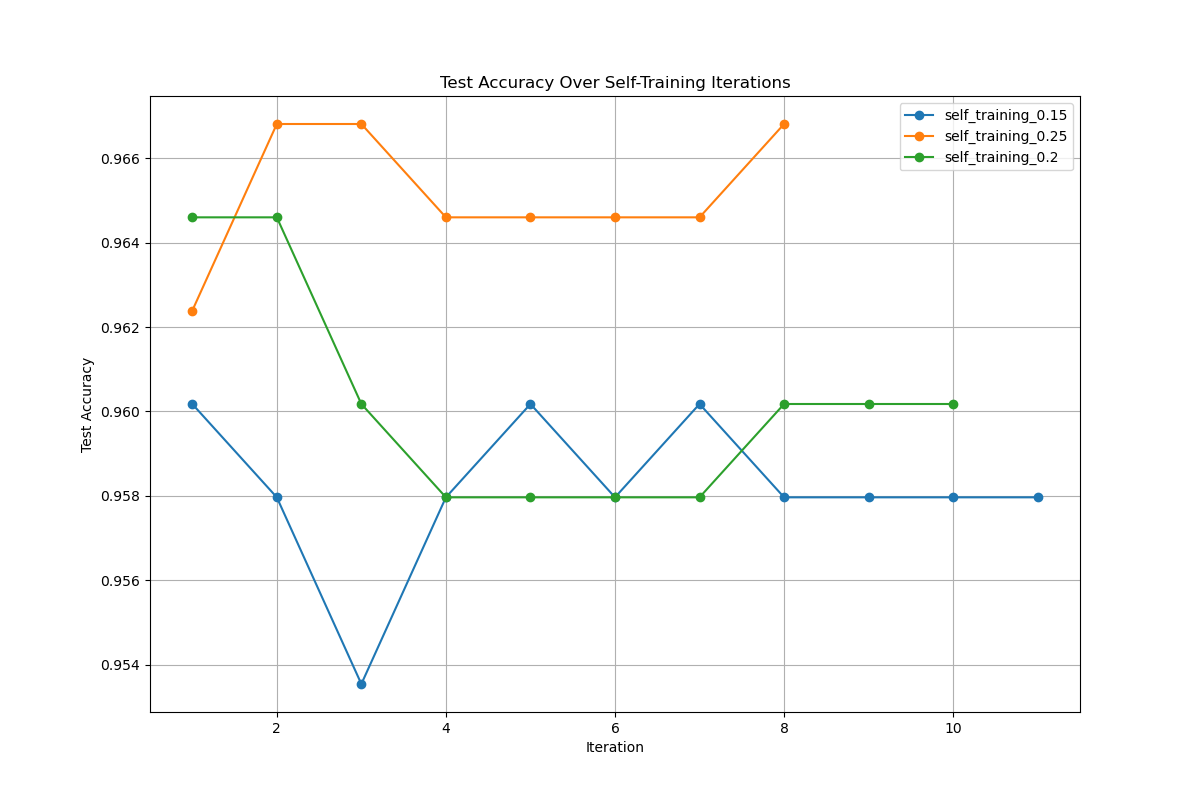 Test Accuracy Over Self-Training Iterations
self_training_0.15
self_training_0.25
self_training_0.2
0.966
0.964
0.962
0.960
0.958
0.956
0.954
Test Accuracy
2 4 6 8 10
Iteration